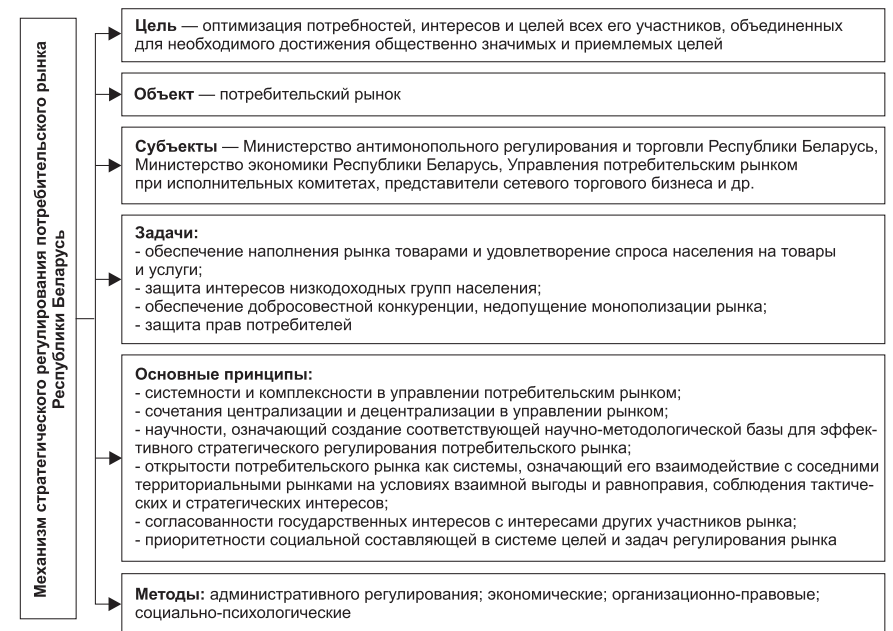 Механизм стратегического регулирования потребительского рынка
Республики Беларусь
Цель — оптимизация потребностей, интересов и целей всех его участников, объединенных
для необходимого достижения общественно значимых и приемлемых целей
Объект — потребительский рынок
Субъекты — Министерство антимонопольного регулирования и торговли Республики Беларусь,
Министерство экономики Республики Беларусь, Управления потребительским рынком
при исполнительных комитетах, представители сетевого торгового бизнеса и др.
Задачи:
- обеспечение наполнения рынка товарами и удовлетворение спроса населения на товары
и услуги;
- защита интересов низкодоходных групп населения;
- обеспечение добросовестной конкуренции, недопущение монополизации рынка;
- защита прав потребителей
Основные принципы:
- системности и комплексности в управлении потребительским рынком;
- сочетания централизации и децентрализации в управлении рынком;
- научности, означающий создание соответствующей научно-методологической базы для эффек-
тивного стратегического регулирования потребительского рынка;
- открытости потребительского рынка как системы, означающий его взаимодействие с соседними
территориальными рынками на условиях взаимной выгоды и равноправия, соблюдения тактиче-
ских и стратегических интересов;
- согласованности государственных интересов с интересами других участников рынка;
- приоритетности социальной составляющей в системе целей и задач регулирования рынка
Методы: административного регулирования; экономические; организационно-правовые;
социально-психологические